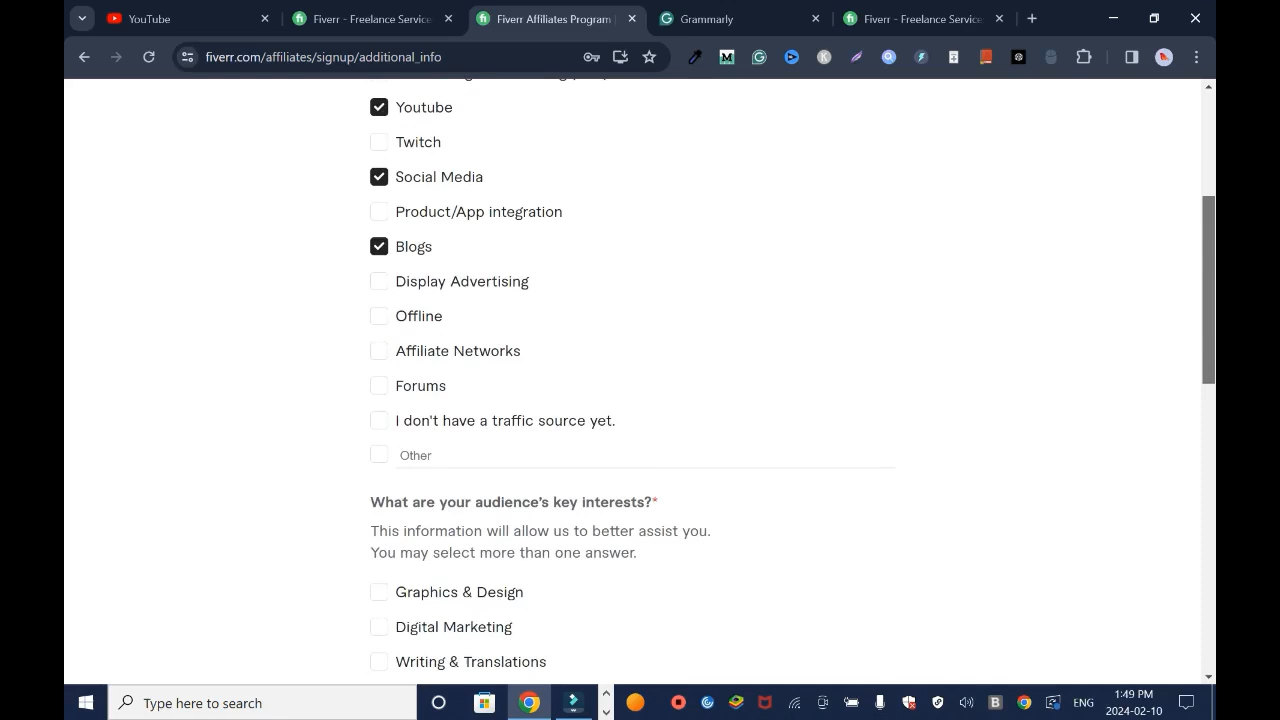 YouTube
Fiverr - Freelance Service
Fiverr Affiliates Program
Grammarly
Fiverr - Freelance Service
fiverr.com/affiliates/signup/additional_info
Youtube
Twitch
Social Media
Product/App integration
Blogs
Display Advertising
Offline
Affiliate Networks
Forums
I don't have a traffic source yet.
Other
What are your audience's key interests?*
This information will allow us to better assist you.
You may select more than one answer.
Graphics & Design
Digital Marketing
Writing & Translations
Type here to search
ENG
1:49 PM
2024-02-10